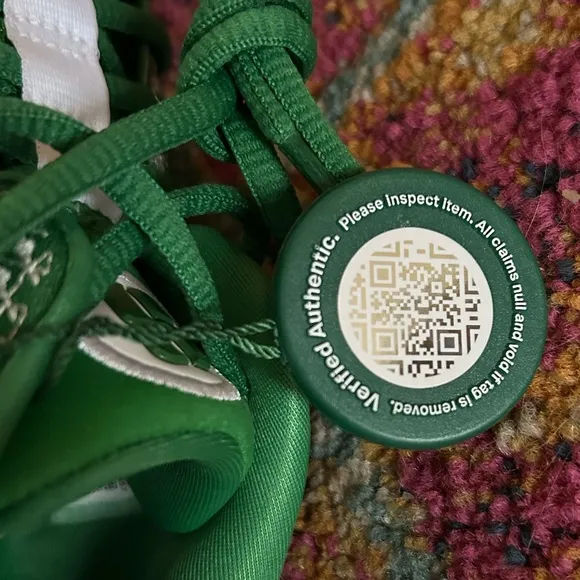 Verified Authentic.
Please inspect item. All claims null and void if tag is removed.